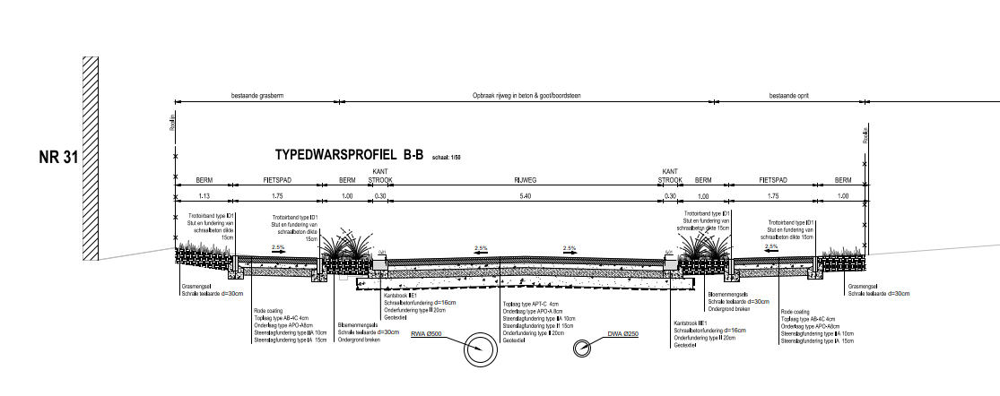 bestaande grasberm
Opbraak rijweg in beton & goot/boordsteen
bestaande oprit
Rooilijn
Rooilijn
NR 31
TYPEDWARSPROFIEL B-B schaal: 1/50
BERM
FIETSPAD
BERM
KANT
STROOK
RIJWEG
KANT
STROOK
BERM
FIETSPAD
BERM
1.13
1.75
1.00
0.30
5.40
0.30
1.00
1.75
1.00
Trottoirband type ID1
Stut en fundering van
schraalbeton dikte
15cm
Trottoirband type ID1
Stut en fundering van
schraalbeton dikte
15cm
Trottoirband type ID1
Stut en fundering van
schraalbeton dikte 15cm
Trottoirband type ID1
Stut en fundering van
schraalbeton dikte
15cm
2.5%
2.5%
2.5%
2.5%
Grasmengsel
Schrale teelaarde d=30cm
Rode coating
Toplaag type AB-4C 4cm
Onderlaag type APO-A8cm
Steenslagfundering type IIA 10cm
Steenslagfundering type IA 15cm
Bloemenmengsels
Schrale teelaarde d=30cm
Ondergrond breken
Kantstrook IIE1
Schraalbetonfundering d=16cm
Onderfundering type II 20cm
Geotextiel
RWA Ø500
Toplaag type APT-C 4cm
Onderlaag type APO-A 8cm
Steenslagfundering type IIA 10cm
Steenslagfundering type II 15cm
Onderfundering type II 20cm
Geotextiel
DWA Ø250
Kantstrook IIE1
Schraalbetonfundering d=16cm
Onderfundering type II 20cm
Geotextiel
Bloemenmengsels
Schrale teelaarde d=30cm
Ondergrond breken
Rode coating
Toplaag type AB-4C 4cm
Onderlaag type APO-A8cm
Steenslagfundering type IIA 10cm
Steenslagfundering type IA 15cm
Grasmengsel
Schrale teelaarde d=30cm